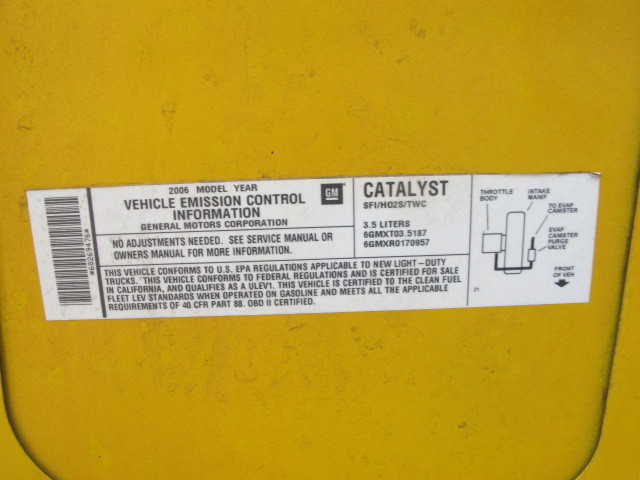 *68269476*
2006 MODEL YEAR
VEHICLE EMISSION CONTROL
INFORMATION
GENERAL MOTORS CORPORATION
GM
NO ADJUSTMENTS NEEDED. SEE SERVICE MANUAL OR
OWNERS MANUAL FOR MORE INFORMATION.
CATALYST
SFI/HO2S/TWC
3.5 LITERS
6GMXT03.5187
6GMXR0170957
THIS VEHICLE CONFORMS TO U.S. EPA REGULATIONS APPLICABLE TO NEW LIGHT-DUTY
TRUCKS. THIS VEHICLE CONFORMS TO FEDERAL REGULATIONS AND IS CERTIFIED FOR SALE
IN CALIFORNIA, AND QUALIFIES AS A ULEV1. THIS VEHICLE IS CERTIFIED TO THE CLEAN FUEL
FLEET LEV STANDARDS WHEN OPERATED ON GASOLINE AND MEETS ALL THE APPLICABLE
REQUIREMENTS OF 40 CFR PART 88. OBD II CERTIFIED.
THROTTLE
BODY
INTAKE
MANIF
TO EVAP
CANISTER
EVAP
CANISTER
PURGE
VALVE
FRONT
OF VEH
21